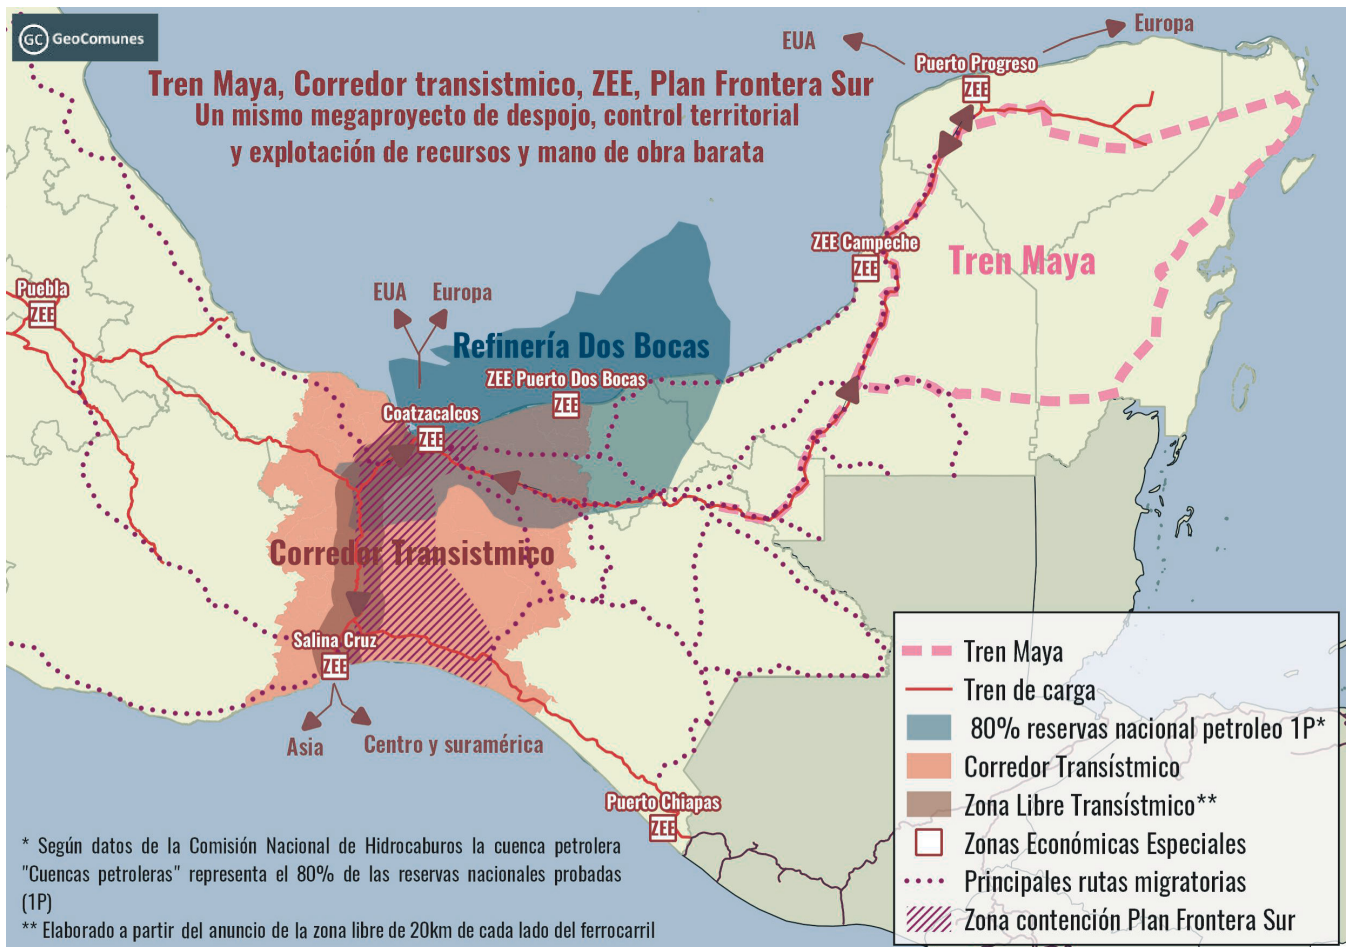 GC GeoComunes
EUA
Europa
Puerto Progreso
ZEE
Tren Maya, Corredor transistmico, ZEE, Plan Frontera Sur
Un mismo megaproyecto de despojo, control territorial
y explotación de recursos y mano de obra barata
ZEE Campeche
ZEE
Tren Maya
Puebla
ZEE
EUA
Europa
Refinería Dos Bocas
ZEE Puerto Dos Bocas
ZEE
Coatzacalcos
ZEE
Corredor Transístmico
Salina Cruz
ZEE
Asia
Centro y suramérica
Puerto Chiapas
ZEE
Tren Maya
Tren de carga
80% reservas nacional petroleo 1P*
Corredor Transístmico
Zona Libre Transístmico**
Zonas Económicas Especiales
Principales rutas migratorias
Zona contención Plan Frontera Sur
* Según datos de la Comisión Nacional de Hidrocaburos la cuenca petrolera
"Cuencas petroleras" representa el 80% de las reservas nacionales probadas
(1P)
** Elaborado a partir del anuncio de la zona libre de 20km de cada lado del ferrocarril